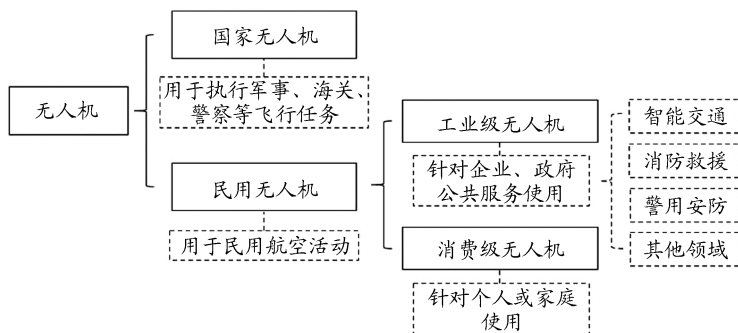 无人机
国家无人机
用于执行军事、海关、
警察等飞行任务
民用无人机
用于民用航空活动
工业级无人机
针对企业、政府
公共服务使用
消费级无人机
针对个人或家庭
使用
智能交通
消防救援
警用安防
其他领域